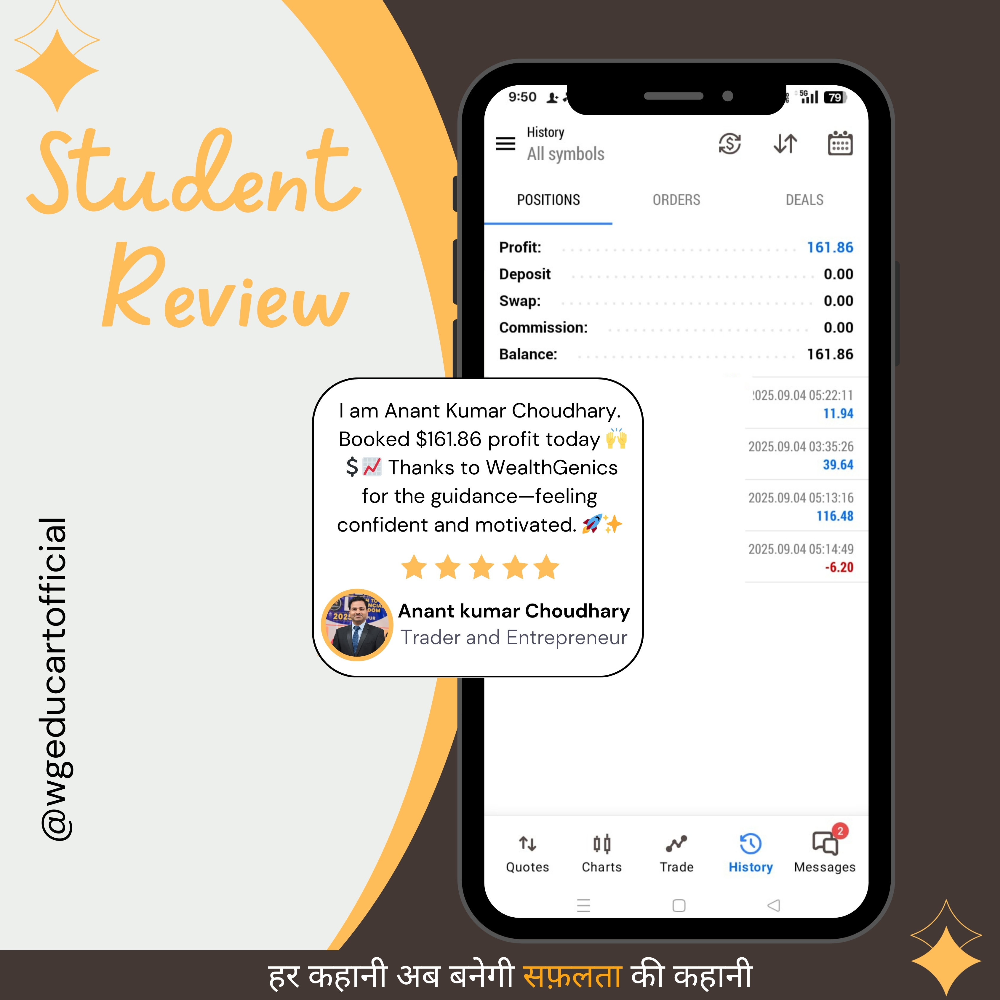 Student
Review
@wgeducartofficial
9:50
5G
79
History
All symbols
POSITIONS
ORDERS
DEALS
Profit: 161.86
Deposit 0.00
Swap: 0.00
Commission: 0.00
Balance: 161.86
2025.09.04 05:22:11
11.94
2025.09.04 03:35:26
39.64
2025.09.04 05:13:16
116.48
2025.09.04 05:14:49
-6.20
I am Anant Kumar Choudhary.
Booked $161.86 profit today 🙌
💲📈 Thanks to WealthGenics
for the guidance—feeling
confident and motivated. 🚀✨
Anant kumar Choudhary
Trader and Entrepreneur
2025
Quotes
Charts
Trade
History
Messages
2
हर कहानी अब बनेगी सफ़लता की कहानी